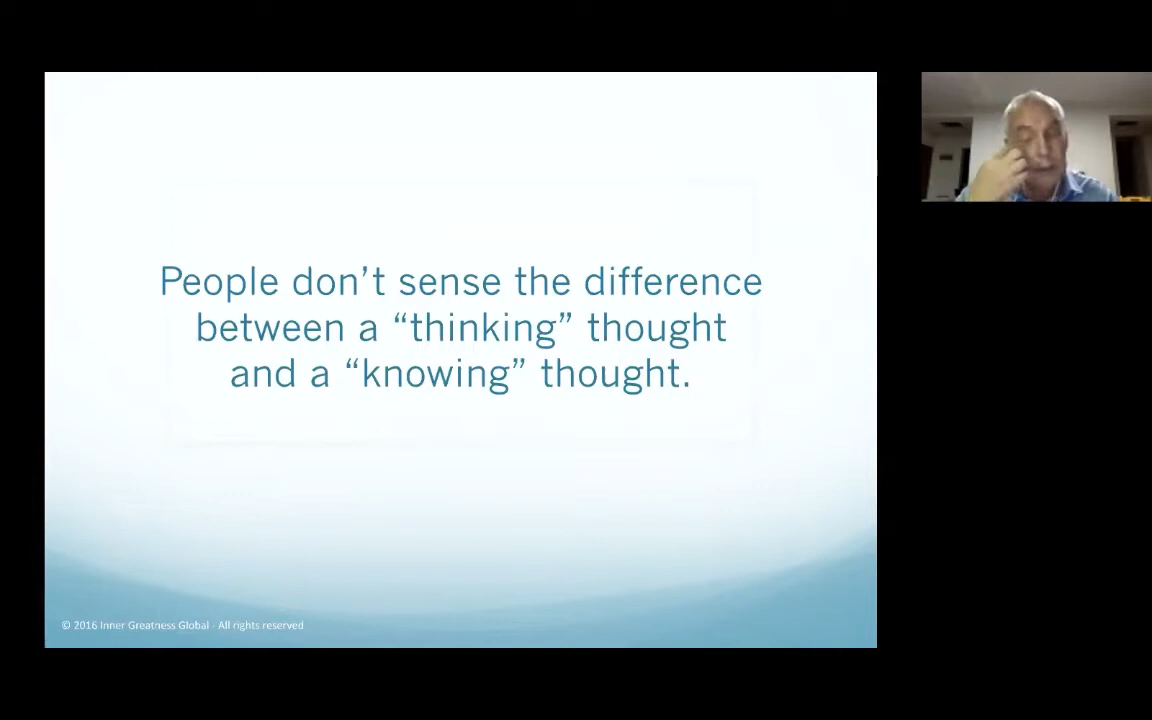 People don’t sense the difference
between a “thinking” thought
and a “knowing” thought.
© 2016 Inner Greatness Global - All rights reserved